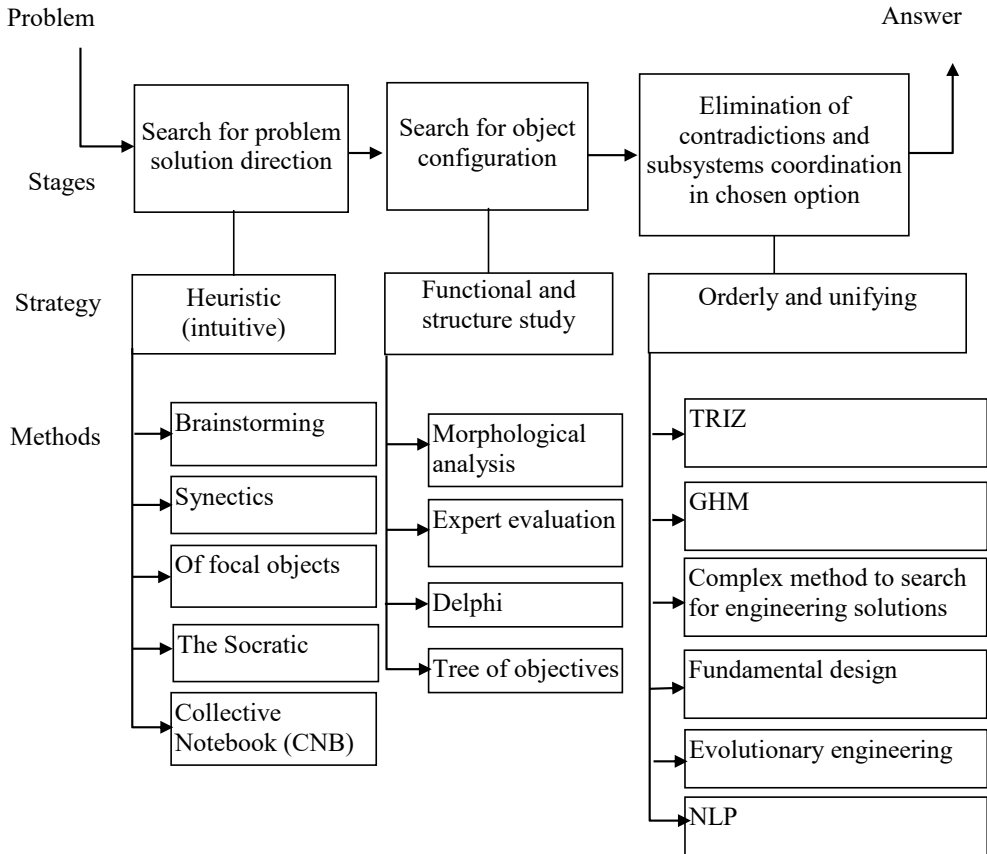 Problem
Answer
Stages
Search for problem
solution direction
Search for object
configuration
Elimination of
contradictions and
subsystems coordination
in chosen option
Strategy
Heuristic
(intuitive)
Functional and
structure study
Orderly and unifying
Methods
Brainstorming
Synectics
Of focal objects
The Socratic
Collective
Notebook (CNB)
Morphological
analysis
Expert evaluation
Delphi
Tree of objectives
TRIZ
GHM
Complex method to search
for engineering solutions
Fundamental design
Evolutionary engineering
NLP